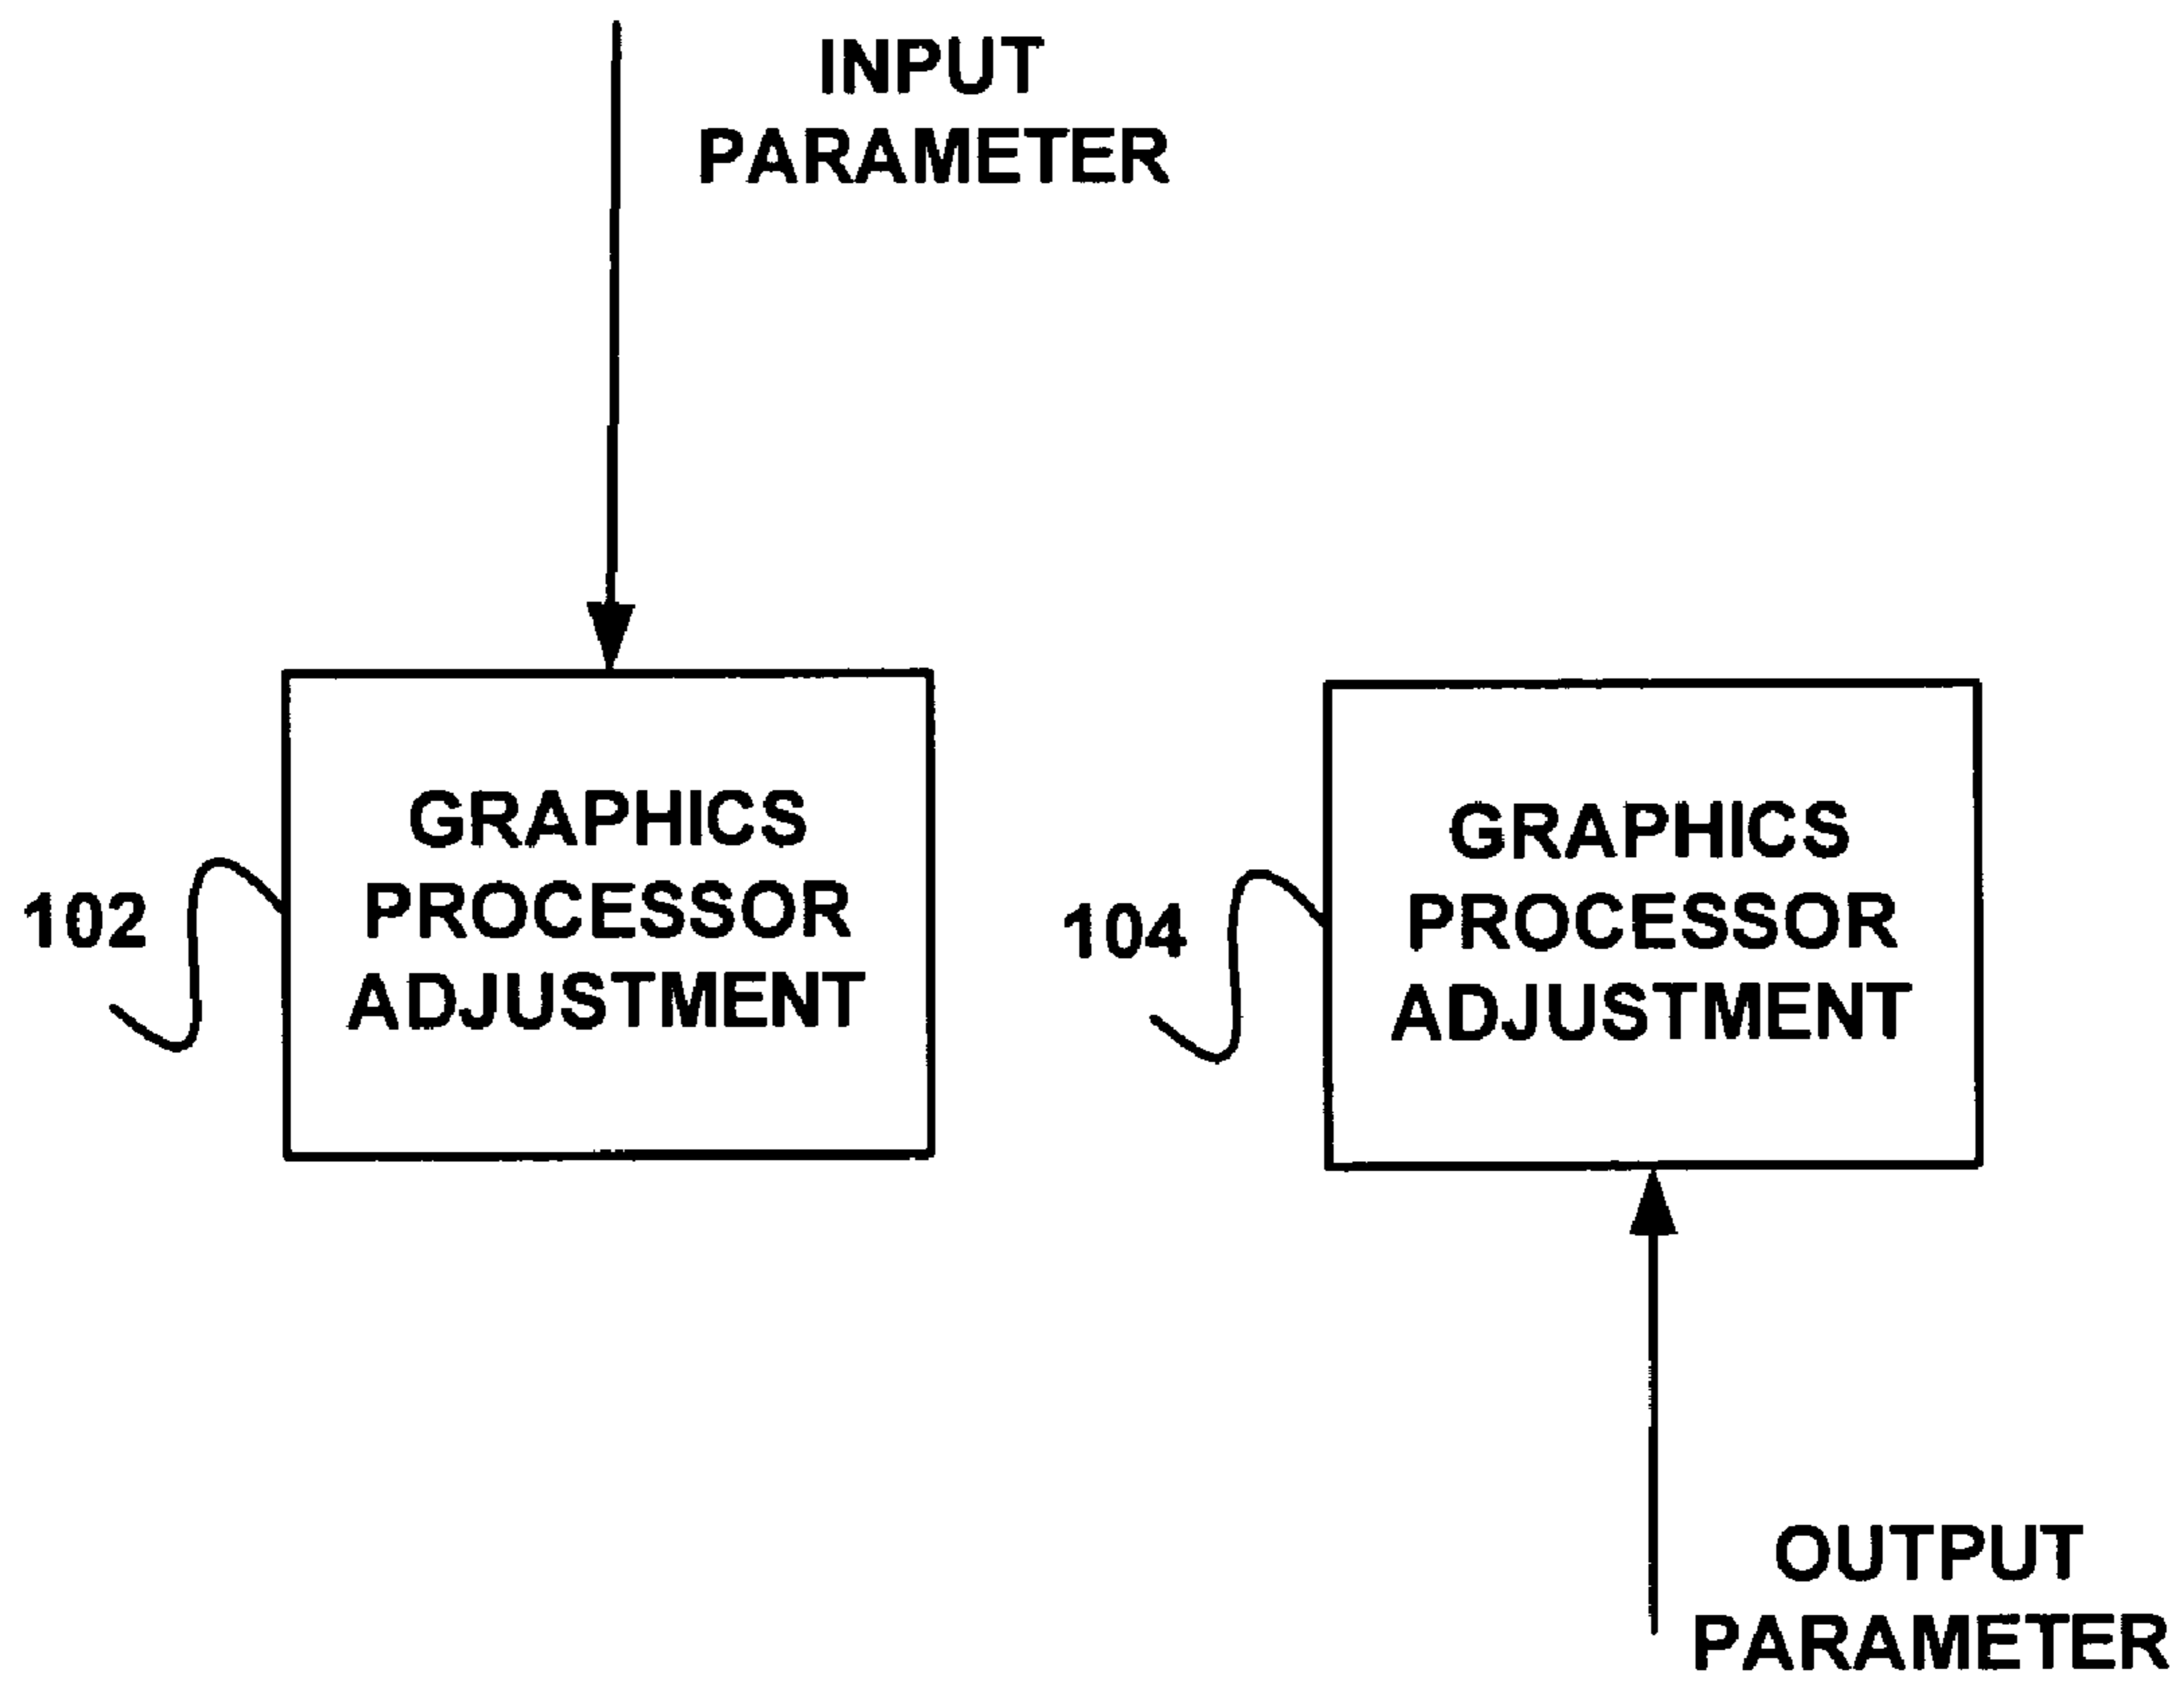 INPUT
PARAMETER
GRAPHICS
PROCESSOR
ADJUSTMENT
102
GRAPHICS
PROCESSOR
ADJUSTMENT
104
OUTPUT
PARAMETER